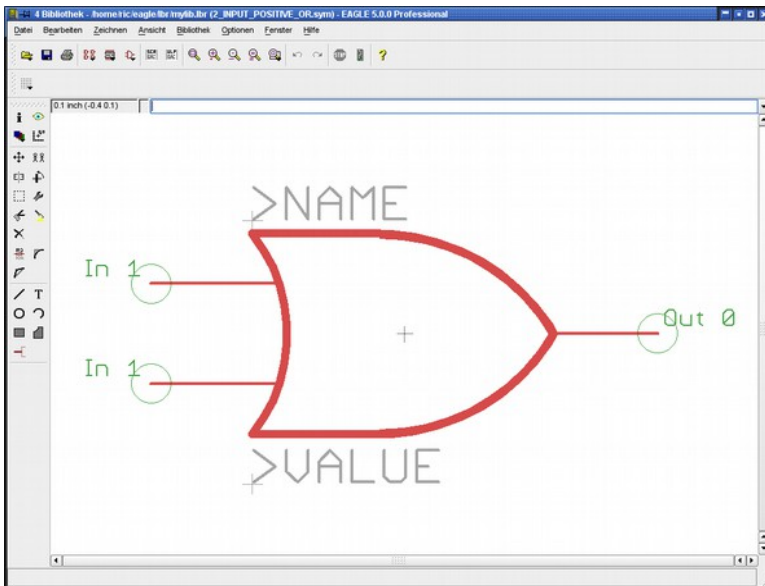 4 Bibliothek - /home/ric/eagle/lbr/mylib.lbr (2_INPUT_POSITIVE_OR.sym) - EAGLE 5.0.0 Professional
Datei Bearbeiten Zeichnen Ansicht Bibliothek Optionen Fenster Hilfe
0.1 inch (-0.4 0.1)
>NAME
In 1
Out 0
In 1
>VALUE